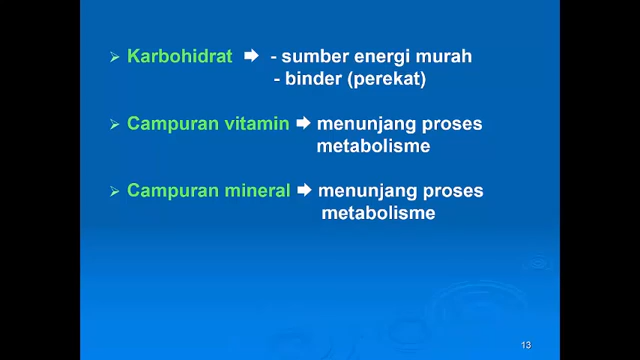 ➢ Karbohidrat ➡ - sumber energi murah
- binder (perekat)
➢ Campuran vitamin ➡ menunjang proses
metabolisme
➢ Campuran mineral ➡ menunjang proses
metabolisme
13